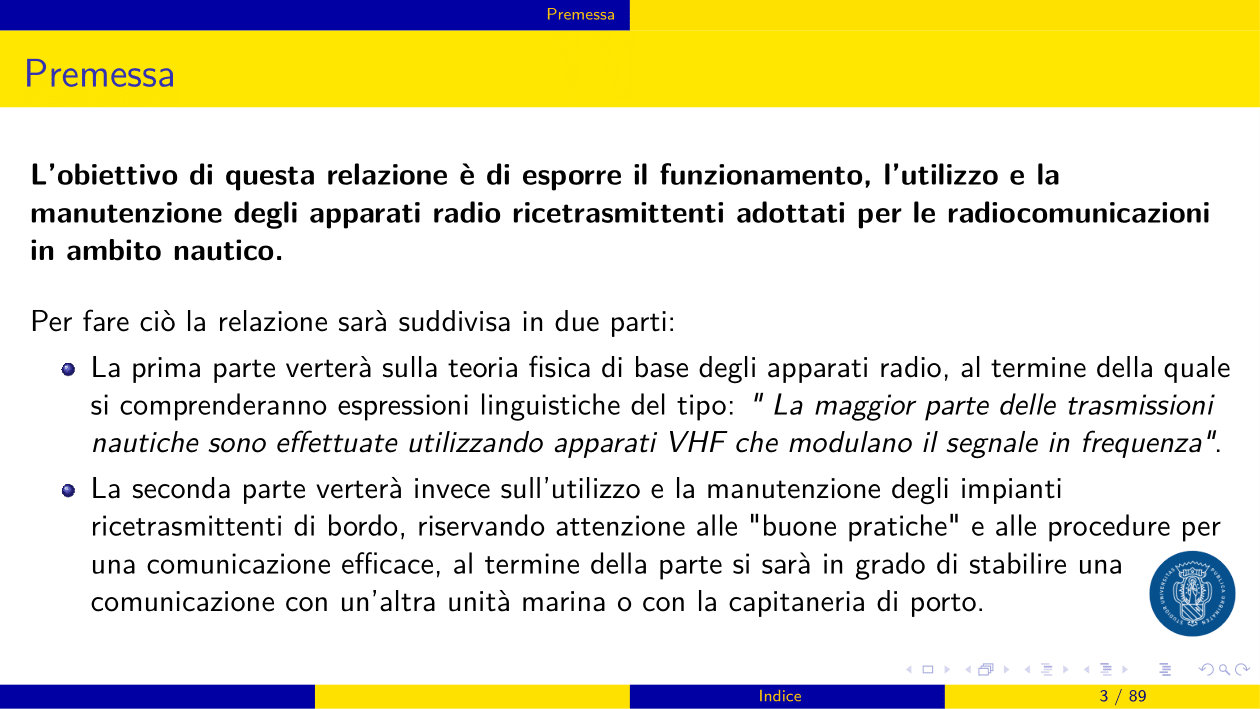 Premessa
Premessa
L'obiettivo di questa relazione è di esporre il funzionamento, l'utilizzo e la
manutenzione degli apparati radio ricetrasmittenti adottati per le radiocomunicazioni
in ambito nautico.
Per fare ciò la relazione sarà suddivisa in due parti:
La prima parte verterà sulla teoria fisica di base degli apparati radio, al termine della quale
si comprenderanno espressioni linguistiche del tipo: " La maggior parte delle trasmissioni
nautiche sono effettuate utilizzando apparati VHF che modulano il segnale in frequenza".
La seconda parte verterà invece sull'utilizzo e la manutenzione degli impianti
ricetrasmittenti di bordo, riservando attenzione alle "buone pratiche" e alle procedure per
una comunicazione efficace, al termine della parte si sarà in grado di stabilire una
comunicazione con un'altra unità marina o con la capitaneria di porto.
Indice
3 / 89